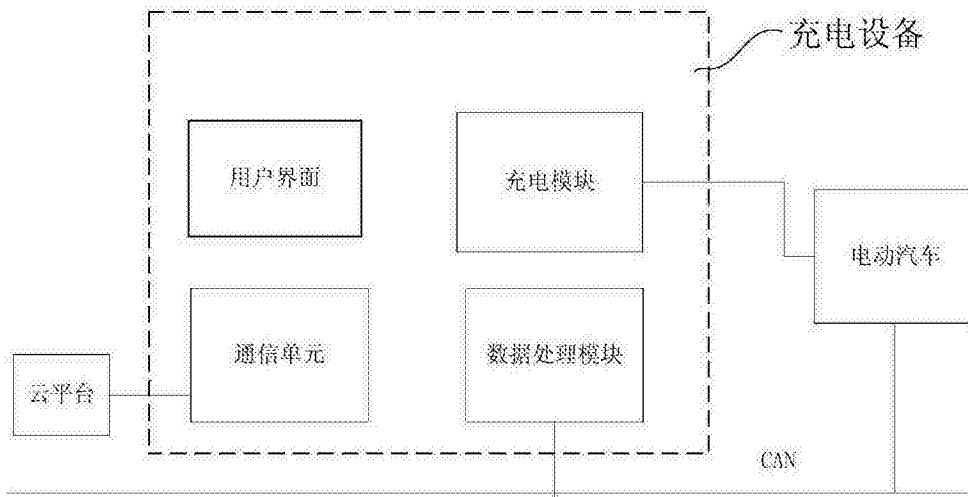 充电设备
用户界面
充电模块
电动汽车
通信单元
数据处理模块
云平台
CAN